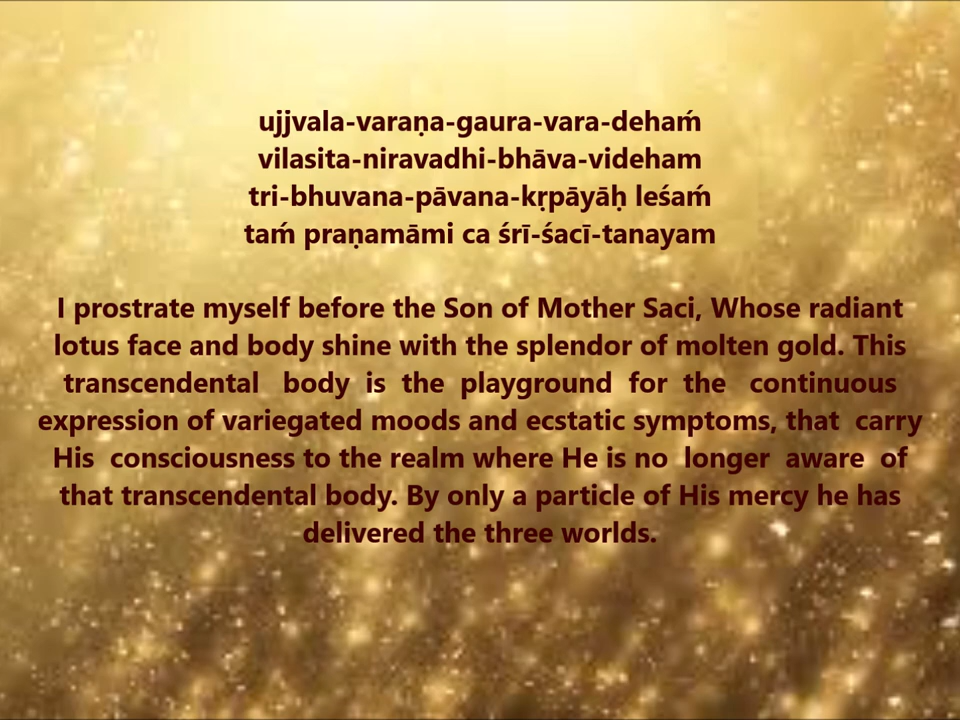 ujjvala-varaṇa-gaura-vara-dehaḿ
vilasita-niravadhi-bhāva-videham
tri-bhuvana-pāvana-kṛpāyāḥ leśaḿ
taḿ praṇamāmi ca śrī-śacī-tanayam
I prostrate myself before the Son of Mother Saci, Whose radiant
lotus face and body shine with the splendor of molten gold. This
transcendental body is the playground for the continuous
expression of variegated moods and ecstatic symptoms, that carry
His consciousness to the realm where He is no longer aware of
that transcendental body. By only a particle of His mercy he has
delivered the three worlds.